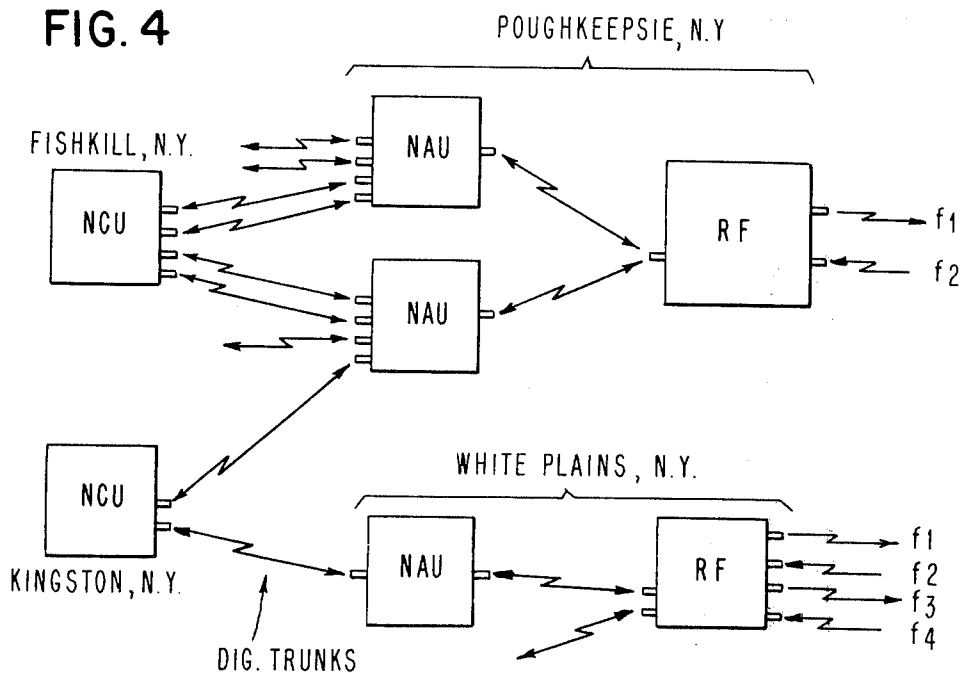 FIG. 4
POUGHKEEPSIE, N.Y
FISHKILL, N.Y.
NAU
NCU
RF
f1
f2
NAU
WHITE PLAINS, N.Y.
NCU
NAU
RF
f1
f2
f3
f4
KINGSTON, N.Y.
DIG. TRUNKS